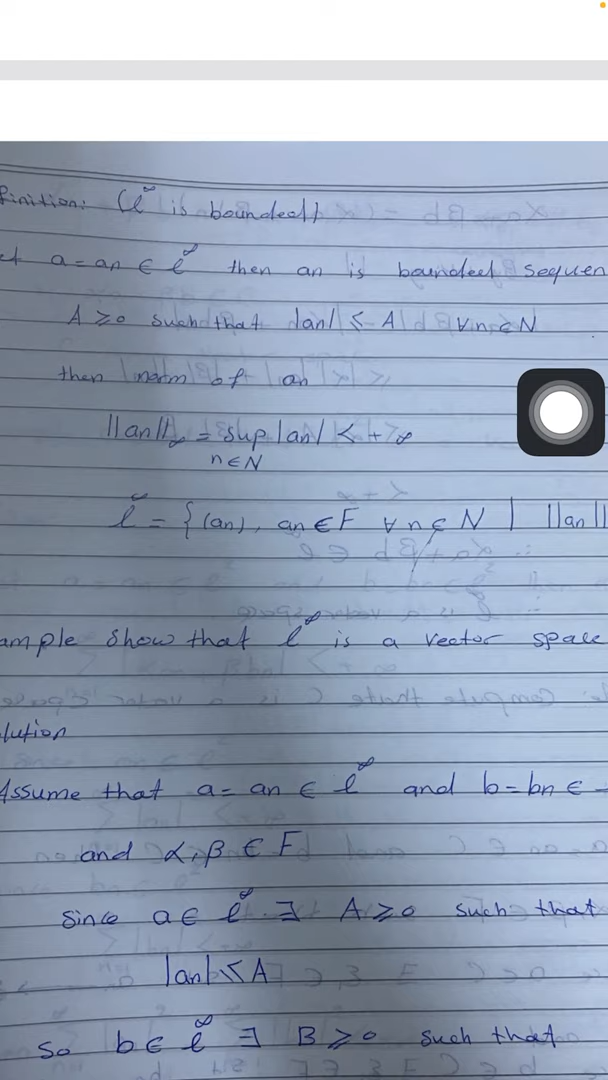 finition: (l^∞ is bounded)
et a = an ∈ l^∞ then an is bounded sequen
A ≥ 0 such that |an| ≤ A ∀ n ∈ N
then norm of an
||an||_∞ = sup |an| < +∞
n∈N
l^∞ = {(an), an ∈ F ∀ n ∈ N | ||an||
ample show that l^∞ is a vector space
lution
Assume that a = an ∈ l^∞ and b = bn ∈
and α, β ∈ F
Since a ∈ l^∞ ∃ A ≥ 0 such that
|an| ≤ A
So b ∈ l^∞ ∃ B ≥ 0 such that